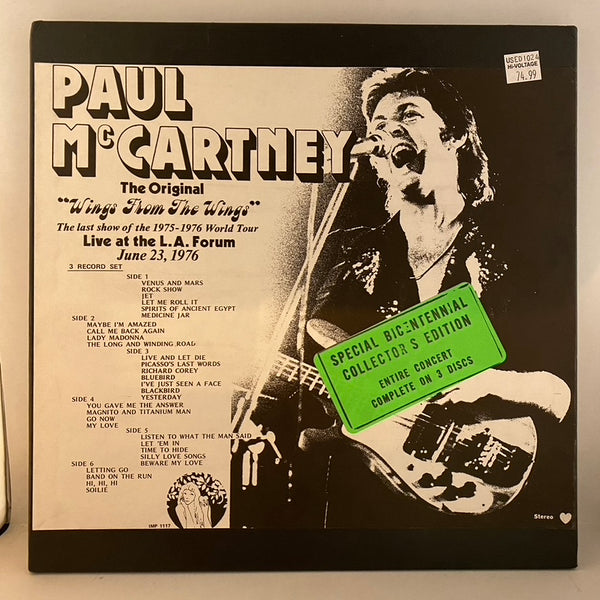 USED 1024
HI-VOLTAGE
74.99
PAUL
McCARTNEY
The Original
"Wings From The Wings"
The last show of the 1975-1976 World Tour
Live at the L.A. Forum
June 23, 1976
3 RECORD SET
SIDE 1
VENUS AND MARS
ROCK SHOW
JET
LET ME ROLL IT
SPIRITS OF ANCIENT EGYPT
MEDICINE JAR
SIDE 2
MAYBE I'M AMAZED
CALL ME BACK AGAIN
LADY MADONNA
THE LONG AND WINDING ROAD
SIDE 3
LIVE AND LET DIE
PICASSO'S LAST WORDS
RICHARD COREY
BLUEBIRD
I'VE JUST SEEN A FACE
BLACKBIRD
YESTERDAY
SIDE 4
YOU GAVE ME THE ANSWER
MAGNITO AND TITANIUM MAN
GO NOW
MY LOVE
SIDE 5
LISTEN TO WHAT THE MAN SAID
LET 'EM IN
TIME TO HIDE
SILLY LOVE SONGS
BEWARE MY LOVE
SIDE 6
LETTING GO
BAND ON THE RUN
HI, HI, HI
SOILIE
IMP 1117
SPECIAL BICENTENNIAL
COLLECTOR'S EDITION
ENTIRE CONCERT
COMPLETE ON 3 DISCS
Stereo